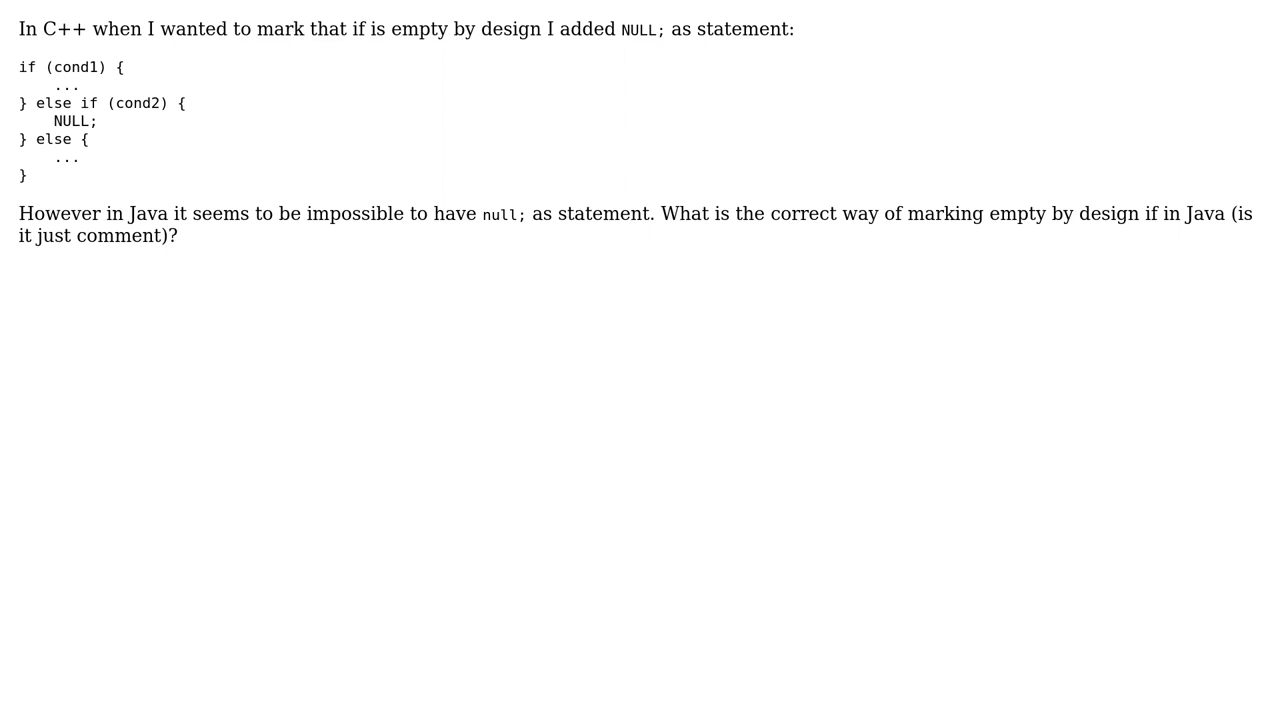 In C++ when I wanted to mark that if is empty by design I added NULL; as statement:
if (cond1) {
    ...
} else if (cond2) {
    NULL;
} else {
    ...
}
However in Java it seems to be impossible to have null; as statement. What is the correct way of marking empty by design if in Java (is
it just comment)?